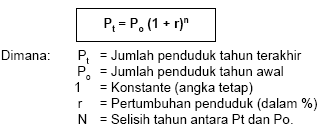 Pt = Po (1 + r)n
Dimana: Pt = Jumlah penduduk tahun terakhir
Po = Jumlah penduduk tahun awal
1 = Konstante (angka tetap)
r = Pertumbuhan penduduk (dalam %)
N = Selisih tahun antara Pt dan Po.